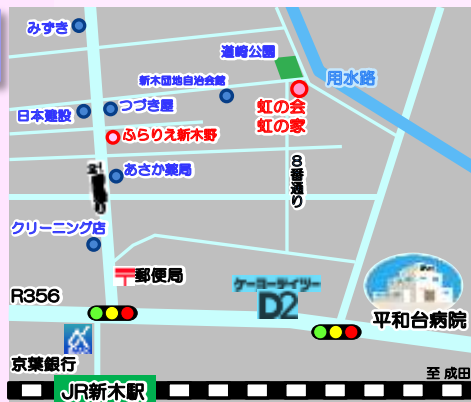 みずき
道崎公園
新木団地自治会館
用水路
日本建設
つづき屋
虹の会
虹の家
ふらりえ新木野
あさか薬局
8番通り
クリーニング店
郵便局
ケーヨーデイツー
D2
R356
平和台病院
京葉銀行
至 成田
JR新木駅